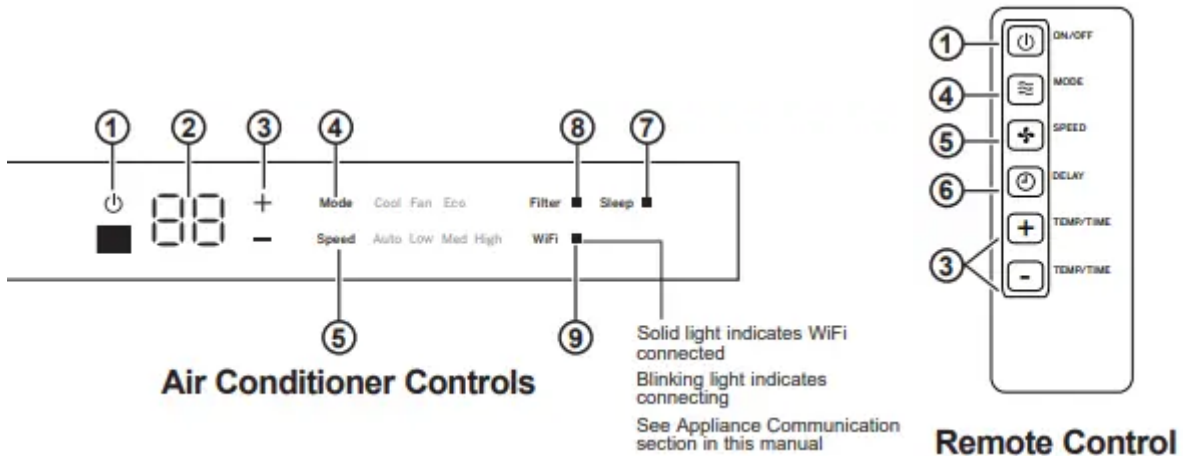 1 2 3 4 8 7
88 + Mode Cool Fan Eco Filter Sleep
− Speed Auto Low Med High WiFi
5 9
Solid light indicates WiFi
connected
Blinking light indicates
connecting
See Appliance Communication
section in this manual
Air Conditioner Controls
1 ON/OFF
4 MODE
5 SPEED
6 DELAY
+ TEMP/TIME
3
- TEMP/TIME
Remote Control